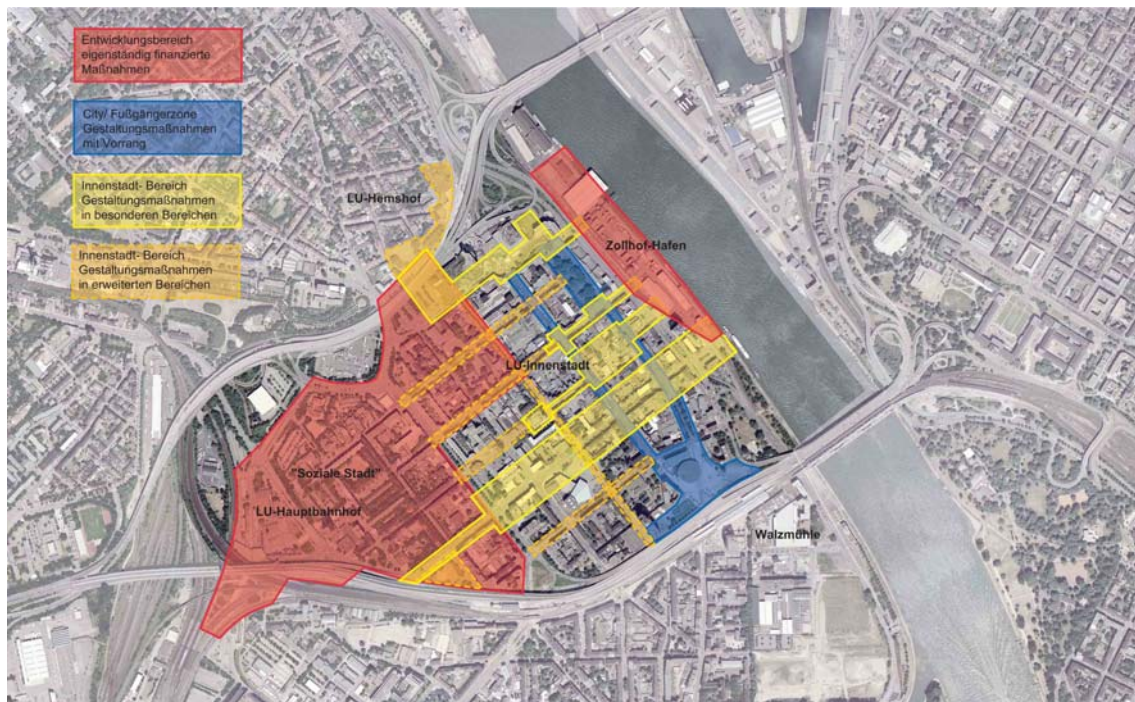 Entwicklungsbereich
eigenständig finanzierte
Maßnahmen
City/ Fußgängerzone
Gestaltungsmaßnahmen
mit Vorrang
Innenstadt- Bereich
Gestaltungsmaßnahmen
in besonderen Bereichen
Innenstadt- Bereich
Gestaltungsmaßnahmen
in erweiterten Bereichen
LU-Hemshof
Zollhof-Hafen
LU-Innenstadt
"Soziale Stadt"
LU-Hauptbahnhof
Walzmühle